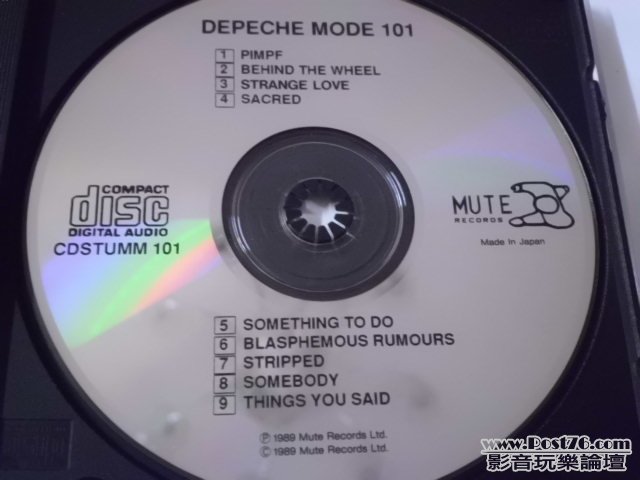 DEPECHE MODE 101
1 PIMPF
2 BEHIND THE WHEEL
3 STRANGE LOVE
4 SACRED
COMPACT
disc
DIGITAL AUDIO
CDSTUMM 101
MUTE
RECORDS
Made In Japan
5 SOMETHING TO DO
6 BLASPHEMOUS RUMOURS
7 STRIPPED
8 SOMEBODY
9 THINGS YOU SAID
Ⓟ 1989 Mute Records Ltd.
© 1989 Mute Records Ltd.
www.Post76.com
影音玩樂論壇